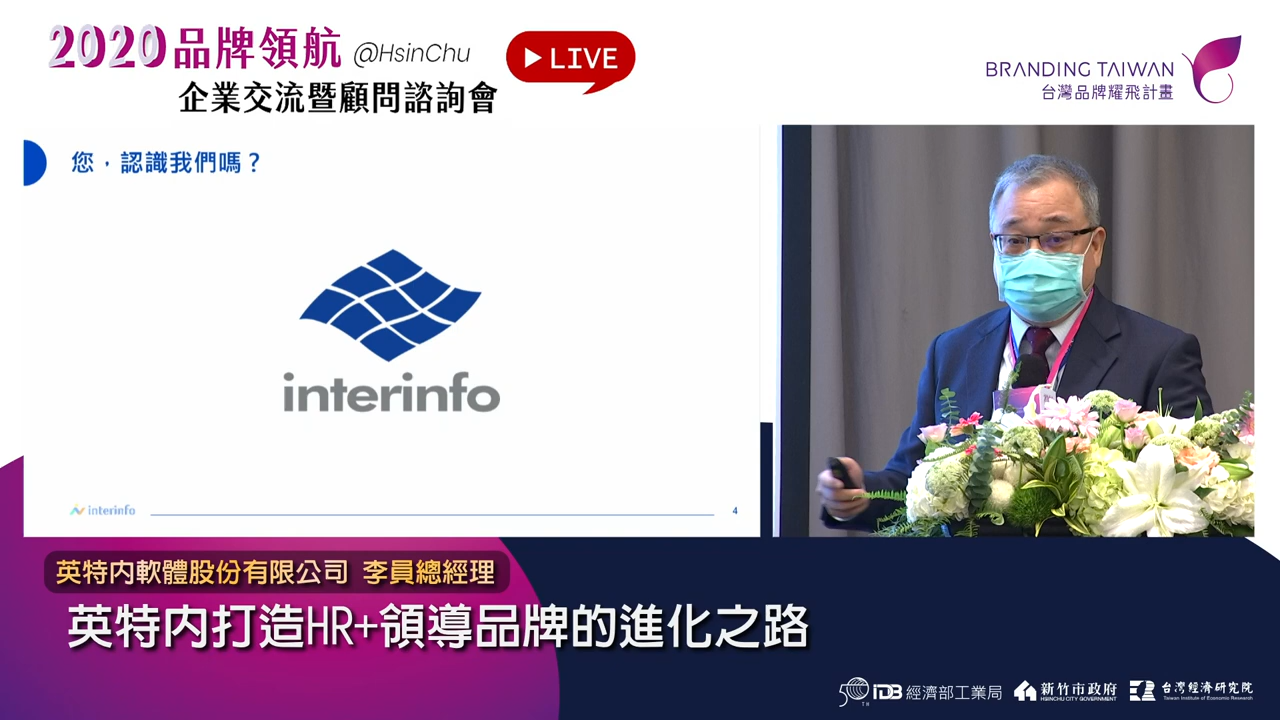 2020品牌領航 @HsinChu
企業交流暨顧問諮詢會
LIVE
BRANDING TAIWAN
台灣品牌耀飛計畫
您，認識我們嗎？
interinfo
interinfo
4
英特內軟體股份有限公司 李員總經理
英特內打造HR+領導品牌的進化之路
50TH IDB 經濟部工業局
新竹市政府
HSINCHU CITY GOVERNMENT
台灣經濟研究院
Taiwan Institute of Economic Research